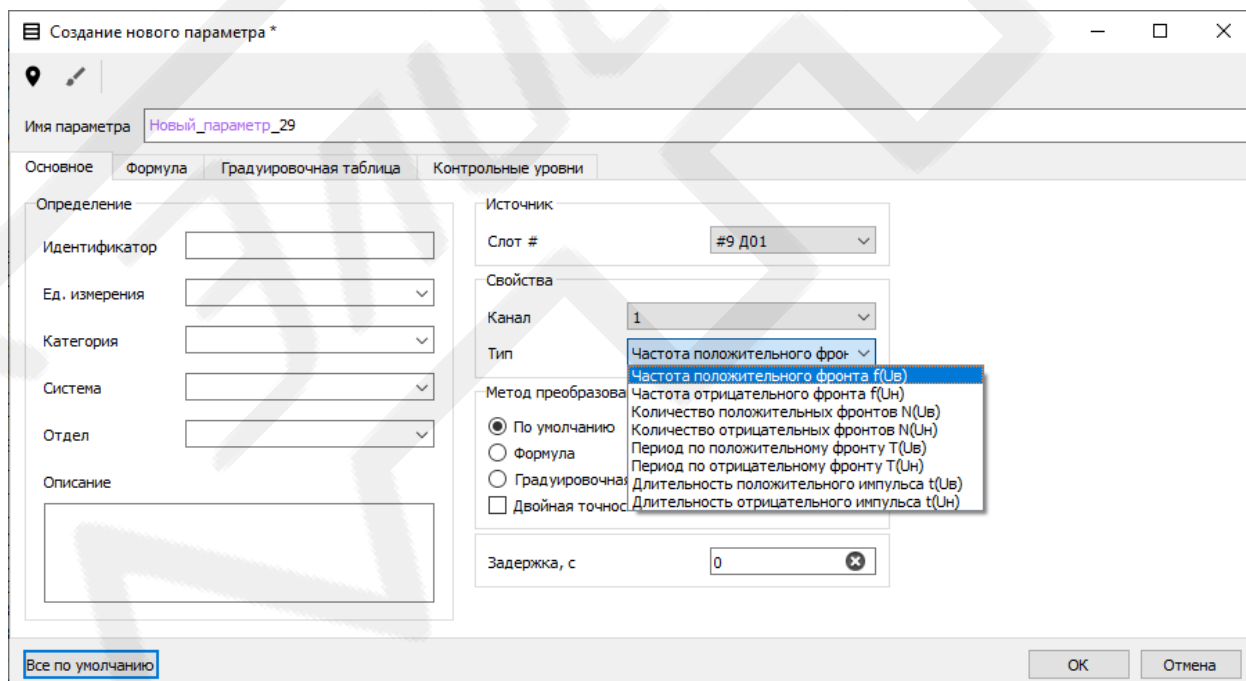 Создание нового параметра *
Имя параметра Новый_параметр_29
Основное Формула Градуировочная таблица Контрольные уровни
Определение
Идентификатор
Ед. измерения
Категория
Система
Отдел
Описание
Источник
Слот # #9 Д01
Свойства
Канал 1
Тип Частота положительного фрон
Частота положительного фронта f(Uв)
Частота отрицательного фронта f(Uн)
Количество положительных фронтов N(Uв)
Количество отрицательных фронтов N(Uн)
Период по положительному фронту T(Uв)
Период по отрицательному фронту T(Uн)
Длительность положительного импульса t(Uв)
Длительность отрицательного импульса t(Uн)
Метод преобразова
По умолчанию
Формула
Градуировочная
Двойная точнос
Задержка, с 0
Все по умолчанию ОК Отмена